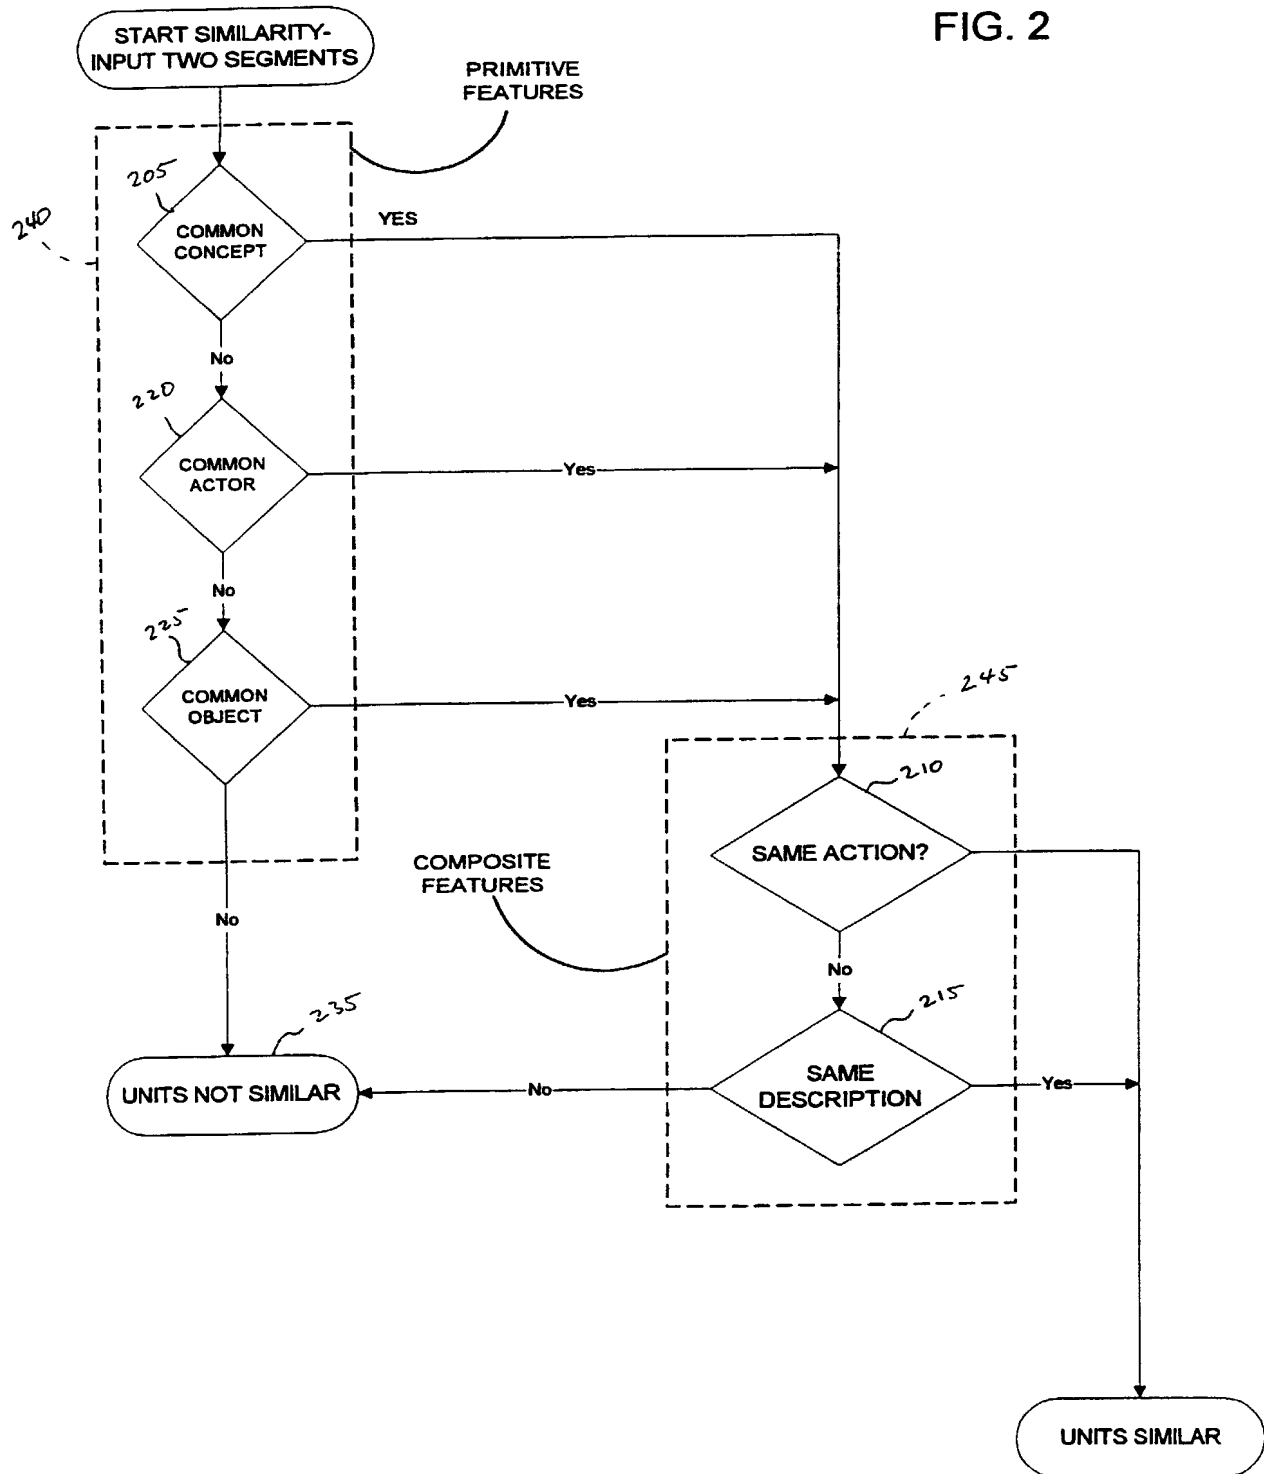 FIG. 2
START SIMILARITY-
INPUT TWO SEGMENTS
PRIMITIVE
FEATURES
205
240
COMMON
CONCEPT
YES
No
220
COMMON
ACTOR
Yes
No
225
COMMON
OBJECT
Yes
245
210
SAME ACTION?
COMPOSITE
FEATURES
No
No
215
235
SAME
DESCRIPTION
Yes
No
UNITS NOT SIMILAR
UNITS SIMILAR